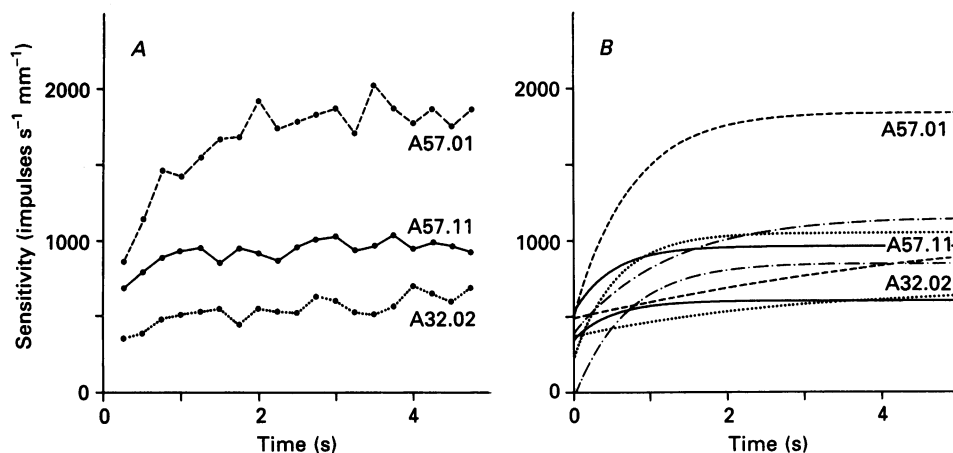 A
B
Sensitivity (impulses s⁻¹ mm⁻¹)
2000
1000
0
A57.01
A57.11
A32.02
0
2
4
Time (s)
2000
1000
0
A57.01
A57.11
A32.02
0
2
4
Time (s)